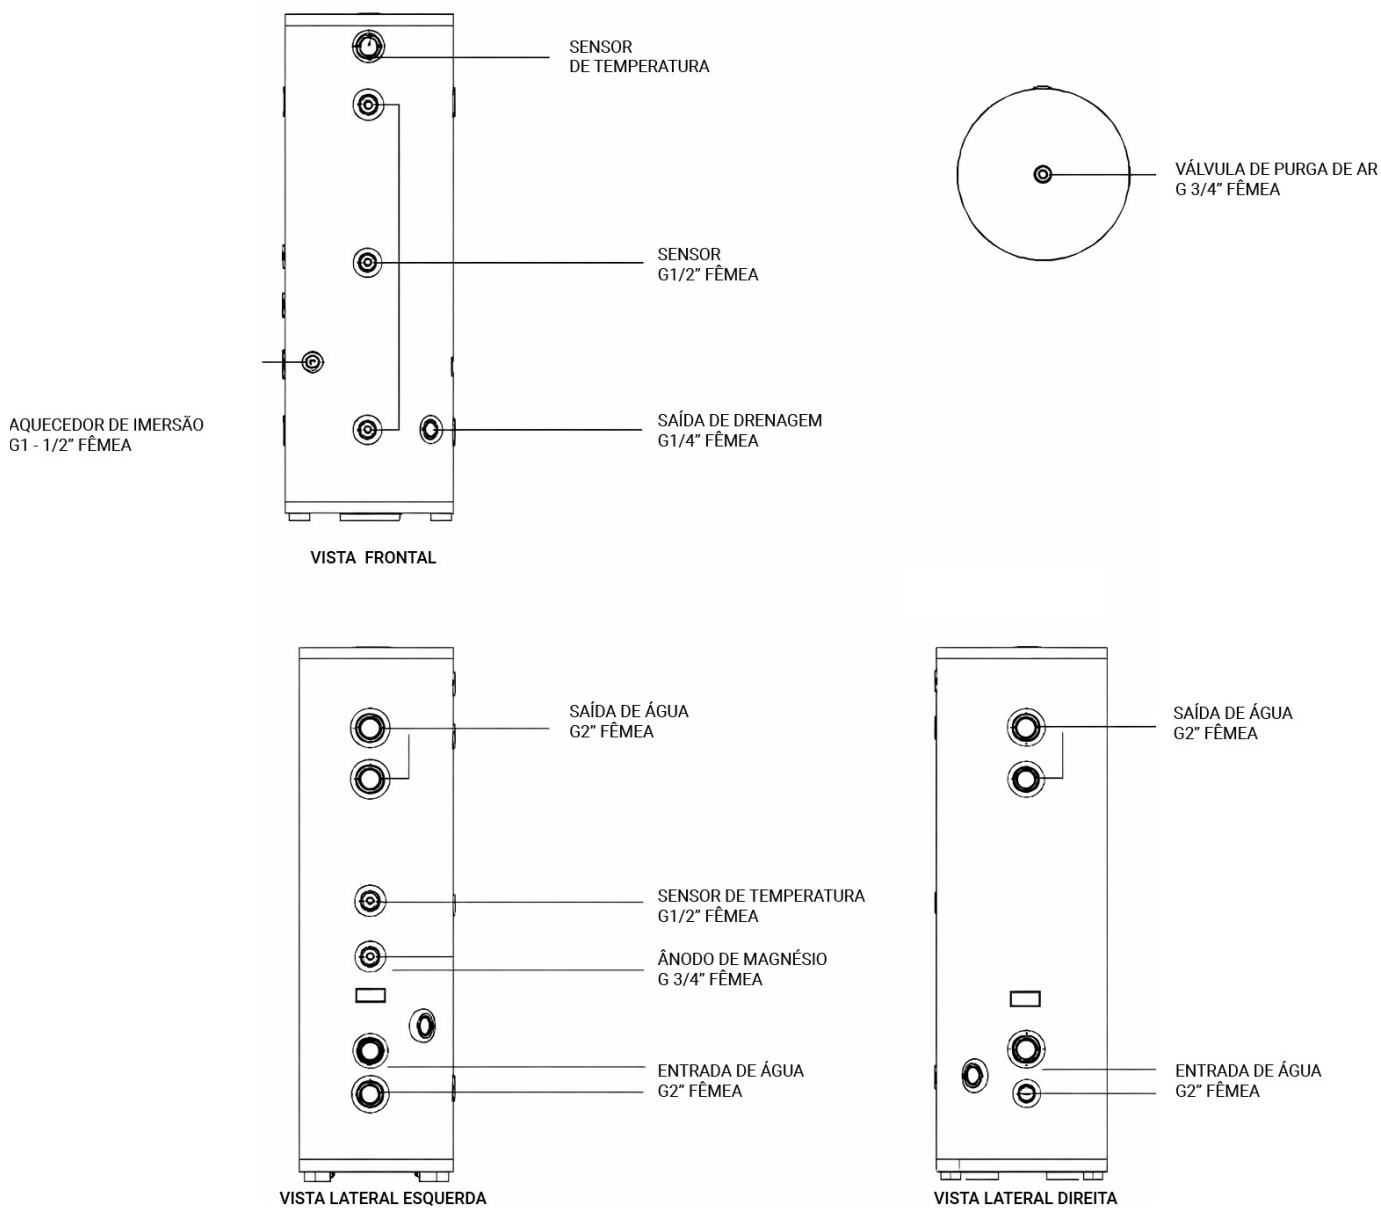 SENSOR
DE TEMPERATURA
VÁLVULA DE PURGA DE AR
G 3/4” FÊMEA
SENSOR
G1/2” FÊMEA
AQUECEDOR DE IMERSÃO
G1 - 1/2” FÊMEA
SAÍDA DE DRENAGEM
G1/4” FÊMEA
VISTA FRONTAL
SAÍDA DE ÁGUA
G2” FÊMEA
SENSOR DE TEMPERATURA
G1/2” FÊMEA
ÂNODO DE MAGNÉSIO
G 3/4” FÊMEA
ENTRADA DE ÁGUA
G2” FÊMEA
VISTA LATERAL ESQUERDA
SAÍDA DE ÁGUA
G2” FÊMEA
ENTRADA DE ÁGUA
G2” FÊMEA
VISTA LATERAL DIREITA